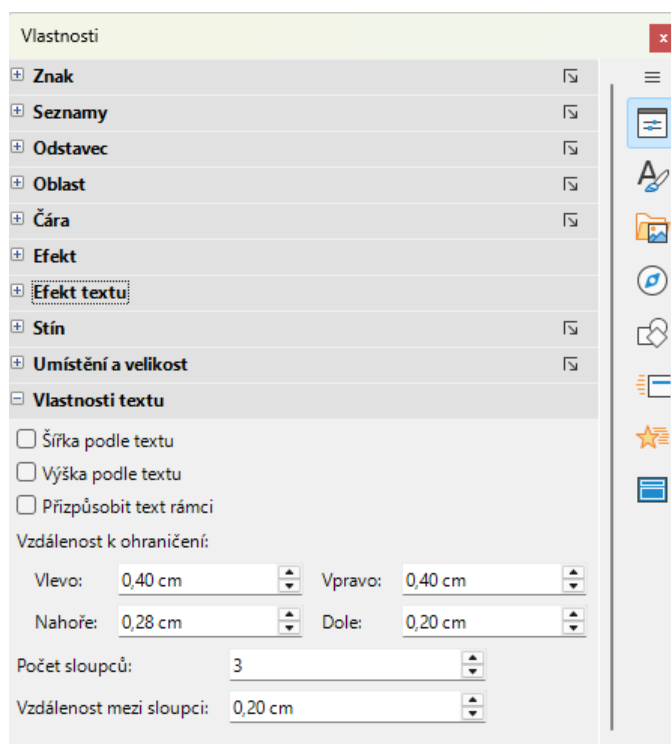 Vlastnosti
x
Znak
Seznamy
Odstavec
Oblast
Čára
Efekt
Efekt textu
Stín
Umístění a velikost
Vlastnosti textu
Šířka podle textu
Výška podle textu
Přizpůsobit text rámci
Vzdálenost k ohraničení:
Vlevo: 0,40 cm Vpravo: 0,40 cm
Nahoře: 0,28 cm Dole: 0,20 cm
Počet sloupců: 3
Vzdálenost mezi sloupci: 0,20 cm